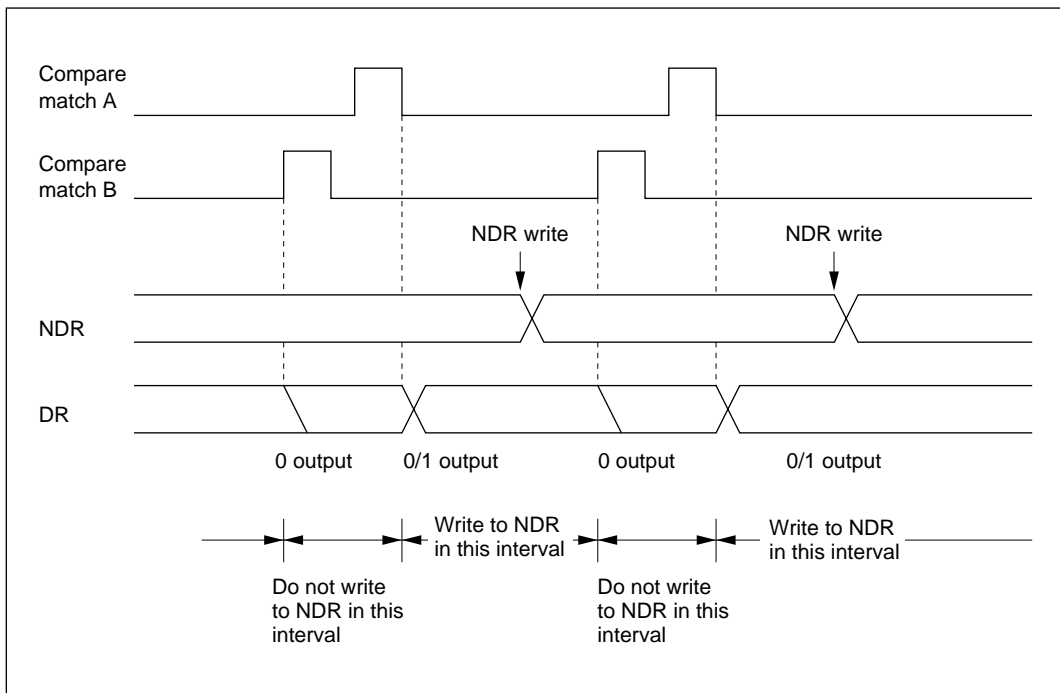 Compare
match A
Compare
match B
NDR write
NDR write
NDR
DR
0 output
0/1 output
0 output
0/1 output
Write to NDR
in this interval
Write to NDR
in this interval
Do not write
to NDR in this
interval
Do not write
to NDR in this
interval